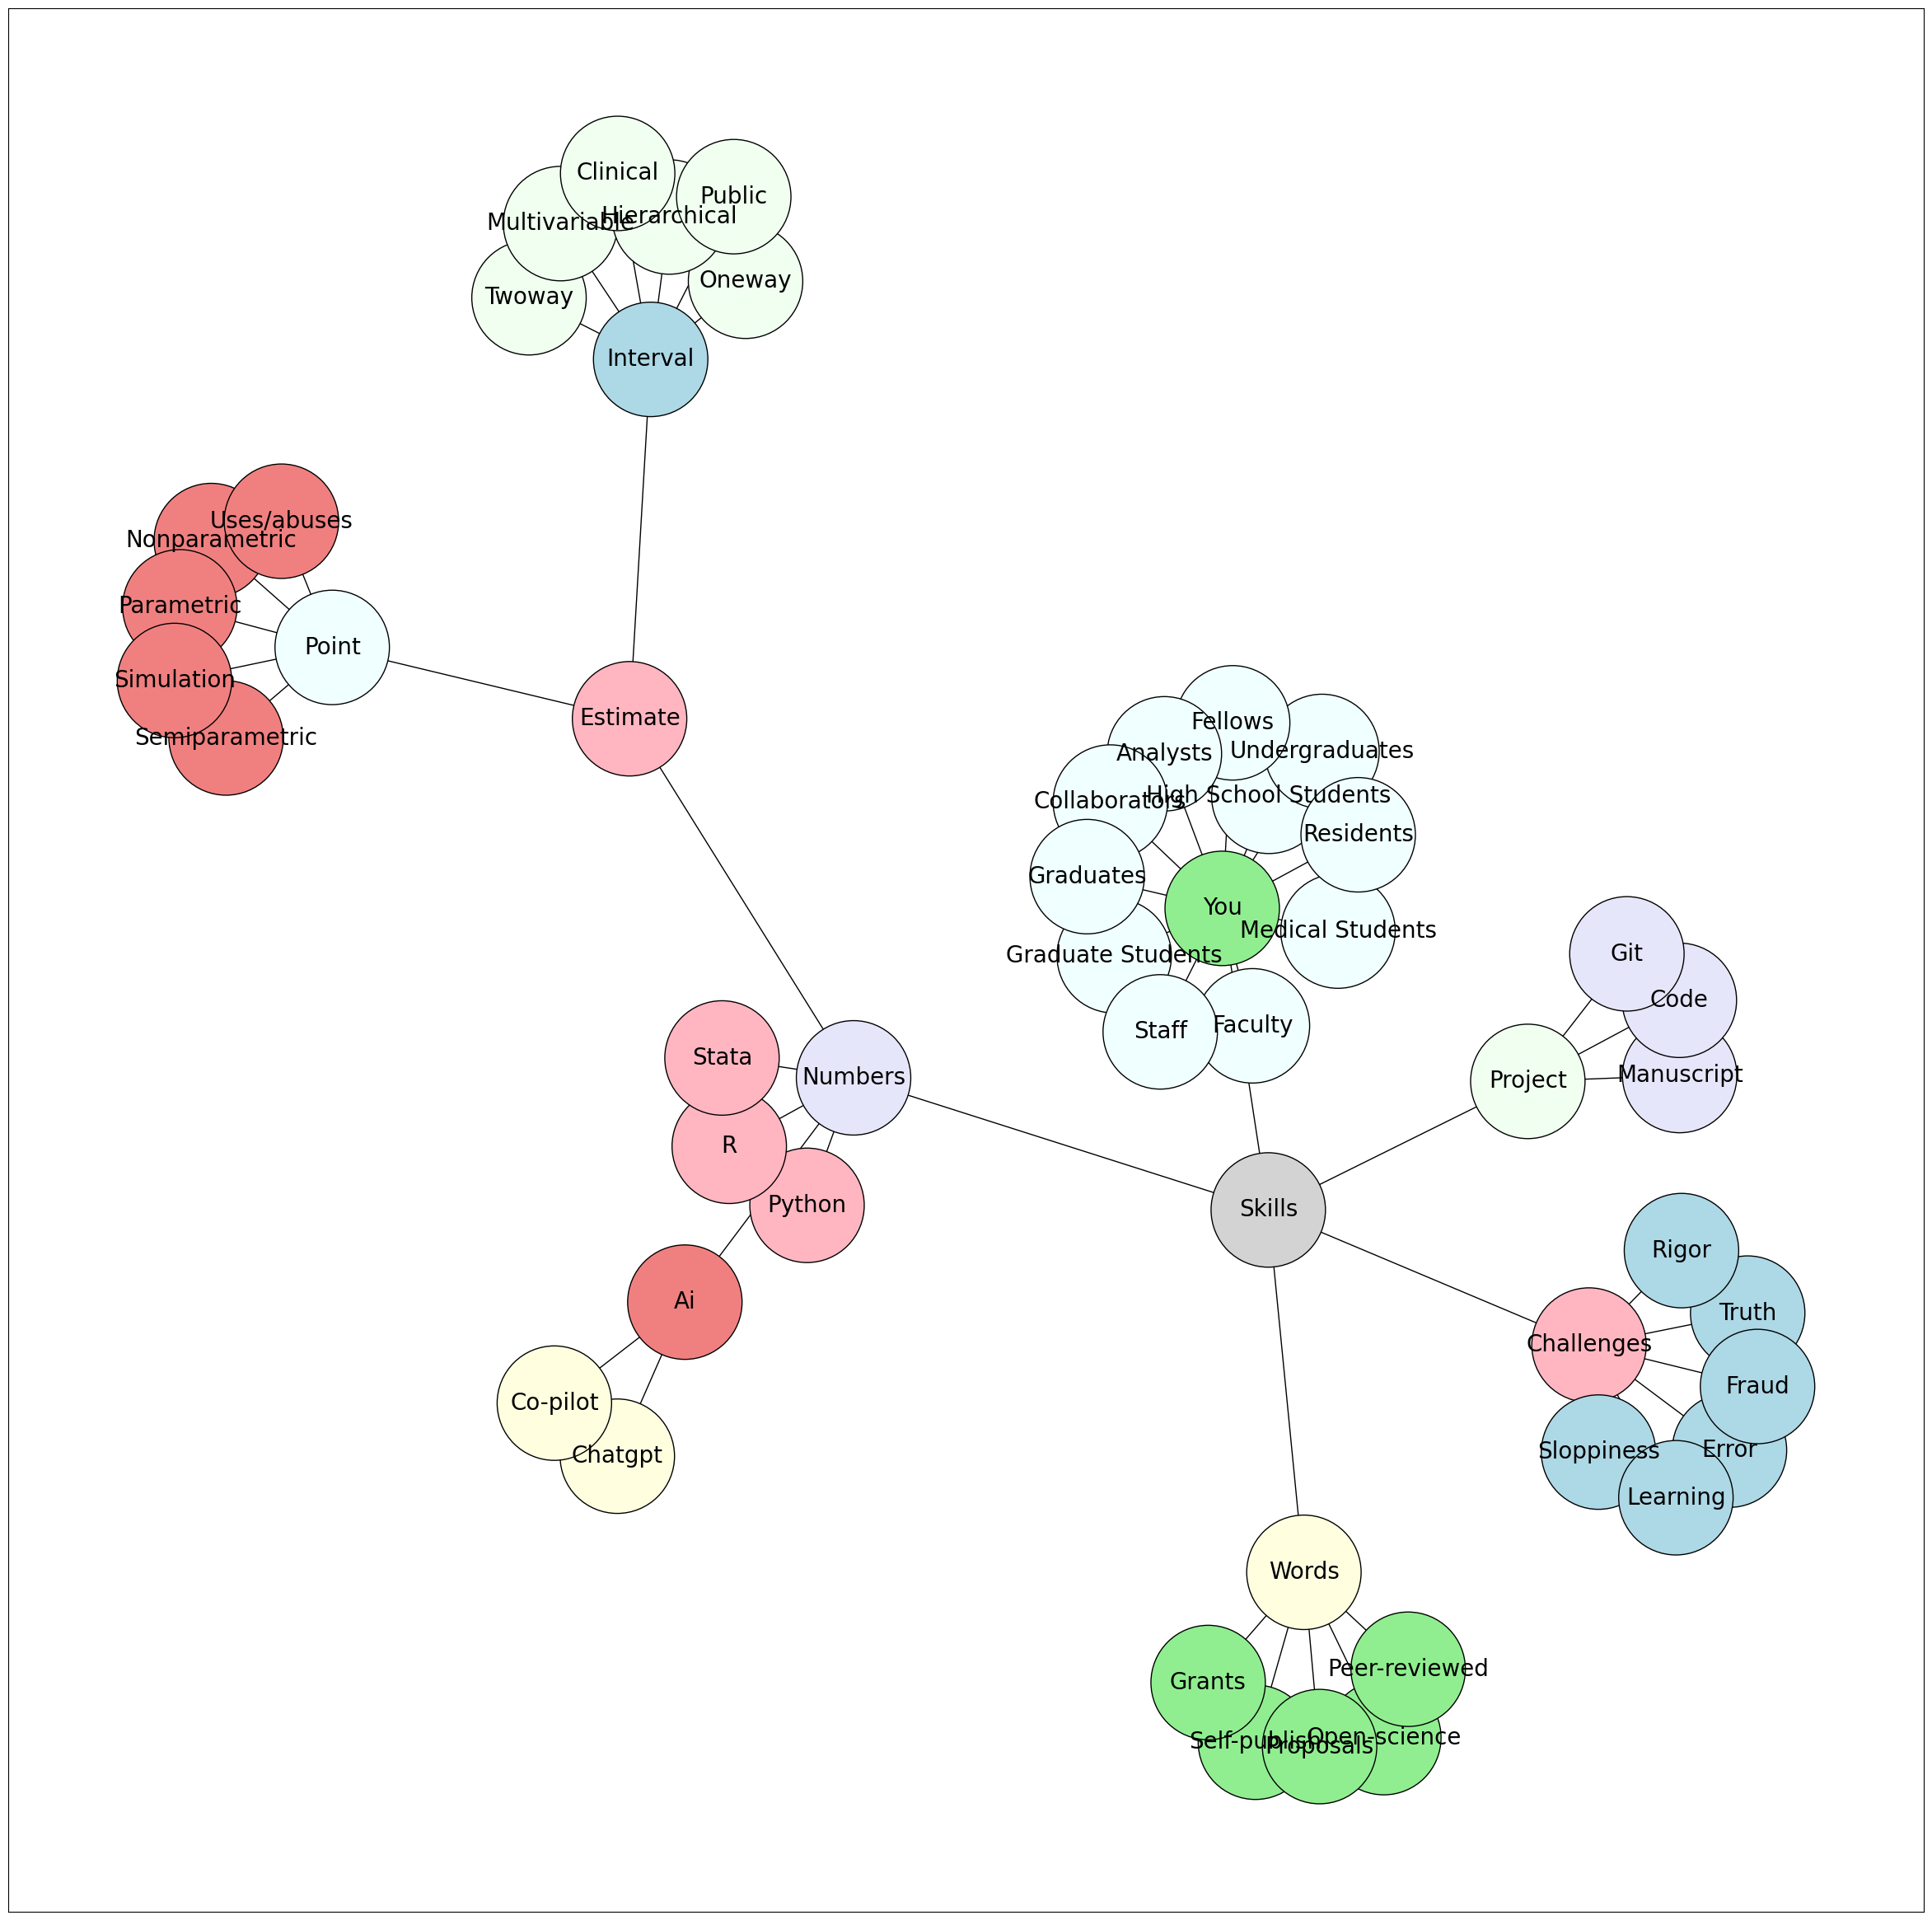 Clinical
Public
Multivariable
Hierarchical
Twoway
Oneway
Interval
Uses/abuses
Nonparametric
Parametric
Point
Simulation
Semiparametric
Estimate
Fellows
Undergraduates
Analysts
High School Students
Collaborators
Residents
Graduates
You
Medical Students
Graduate Students
Staff
Faculty
Git
Code
Manuscript
Project
Stata
Numbers
R
Python
Skills
Ai
Co-pilot
Chatgpt
Rigor
Truth
Challenges
Fraud
Sloppiness
Error
Learning
Words
Grants
Peer-reviewed
Self-publish
Proposals
Open-science